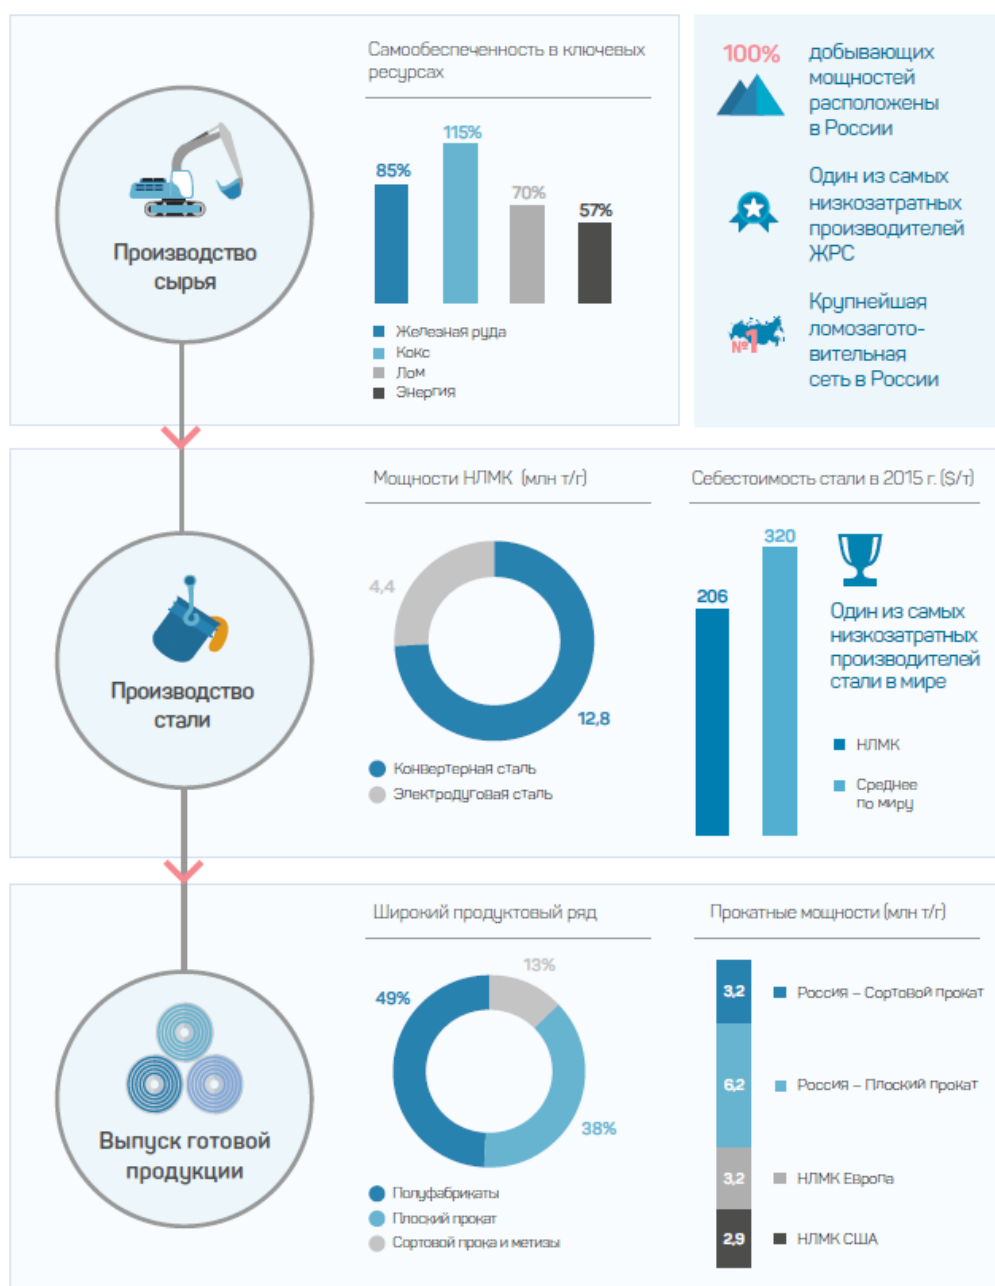 Производство
сырья
Самообеспеченность в ключевых
ресурсах
85%
115%
70%
57%
Железная руда
Кокс
Лом
Энергия
100%
добывающих
мощностей
расположены
в России
Один из самых
низкозатратных
производителей
ЖРС
№1
Крупнейшая
ломозагото-
вительная
сеть в России
Производство
стали
Мощности НЛМК (млн т/г)
4,4
12,8
Конвертерная сталь
Электродуговая сталь
Себестоимость стали в 2015 г. ($/т)
206
320
Один из самых
низкозатратных
производителей
стали в мире
НЛМК
Среднее
по миру
Выпуск готовой
продукции
Широкий продуктовый ряд
49%
13%
38%
Полуфабрикаты
Плоский прокат
Сортовой прока и метизы
Прокатные мощности (млн т/г)
3,2
Россия – Сортовой прокат
6,2
Россия – Плоский прокат
3,2
НЛМК Европа
2,9
НЛМК США